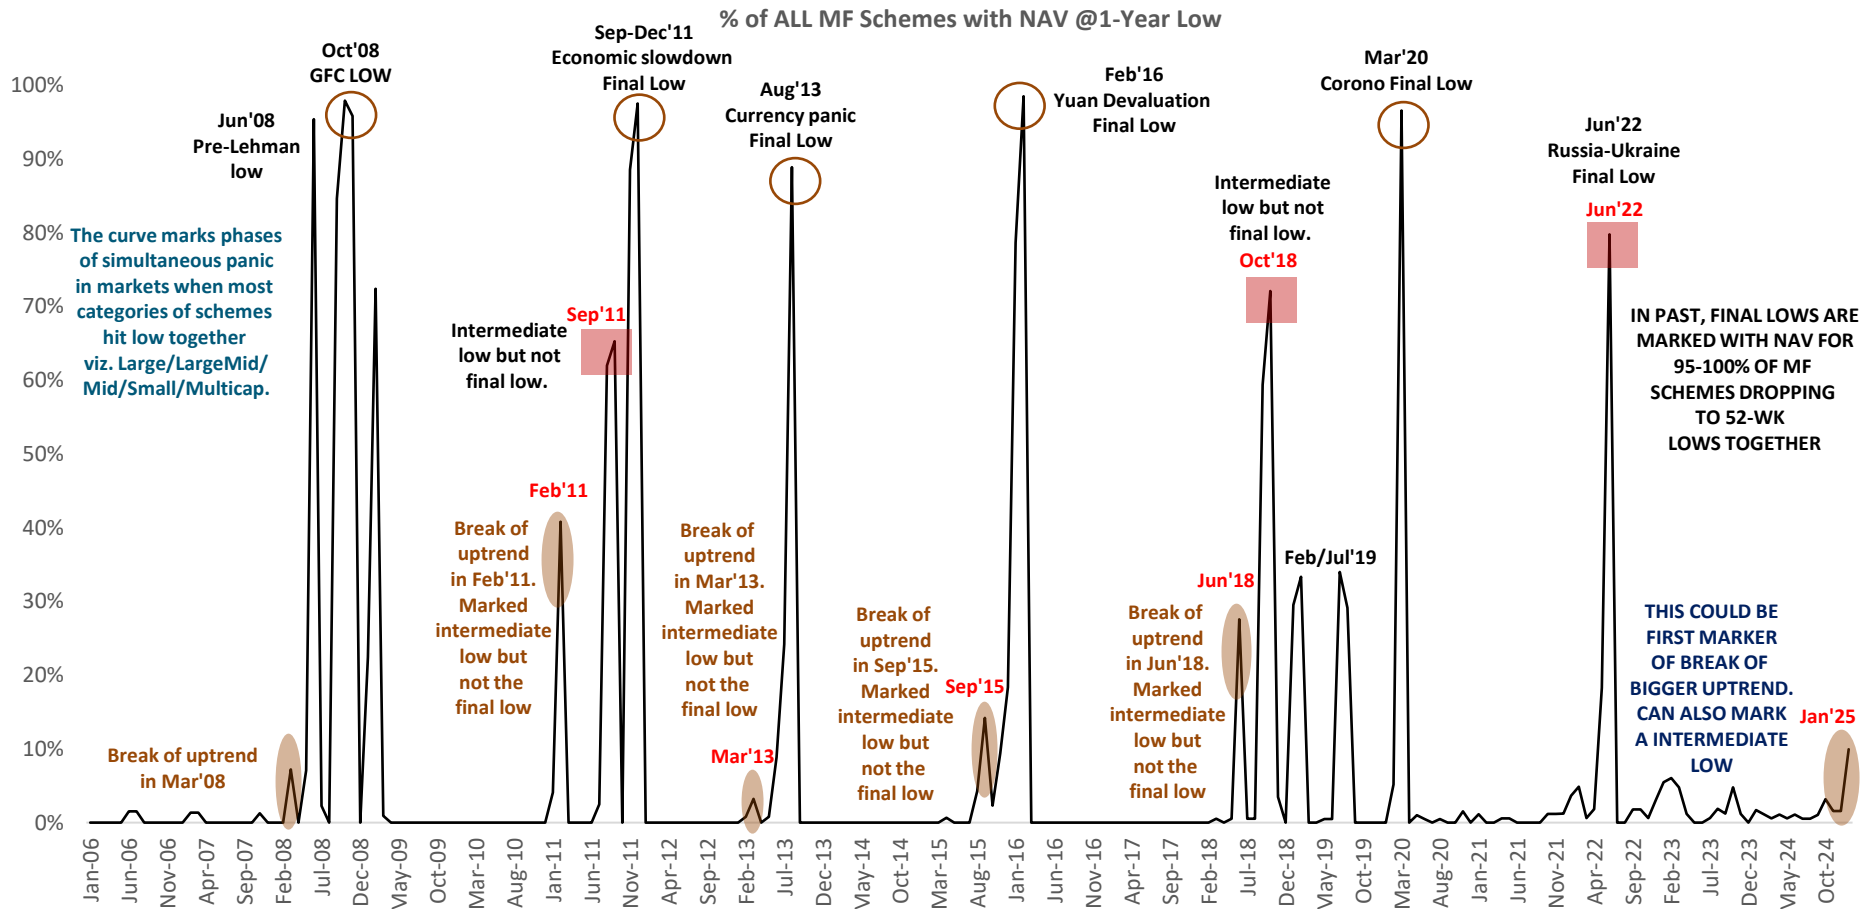 % of ALL MF Schemes with NAV @1-Year Low
100%
90%
80%
70%
60%
50%
40%
30%
20%
10%
0%
Jun'08
Pre-Lehman
low
Oct'08
GFC LOW
Sep-Dec'11
Economic slowdown
Final Low
Aug'13
Currency panic
Final Low
Feb'16
Yuan Devaluation
Final Low
Mar'20
Corono Final Low
Jun'22
Russia-Ukraine
Final Low
Jun'22
The curve marks phases
of simultaneous panic
in markets when most
categories of schemes
hit low together
viz. Large/LargeMid/
Mid/Small/Multicap.
Intermediate
low but not
final low.
Sep'11
Intermediate
low but not
final low.
Oct'18
IN PAST, FINAL LOWS ARE
MARKED WITH NAV FOR
95-100% OF MF
SCHEMES DROPPING
TO 52-WK
LOWS TOGETHER
Feb'11
Break of
uptrend
in Feb'11.
Marked
intermediate
low but
not the
final low
Break of
uptrend
in Mar'13.
Marked
intermediate
low but
not the
final low
Mar'13
Break of
uptrend
in Sep'15.
Marked
intermediate
low but
not the
final low
Sep'15
Break of
uptrend
in Jun'18.
Marked
intermediate
low but
not the
final low
Jun'18
Feb/Jul'19
THIS COULD BE
FIRST MARKER
OF BREAK OF
BIGGER UPTREND.
CAN ALSO MARK
A INTERMEDIATE
LOW
Jan'25
Break of uptrend
in Mar'08
Jan-06
Jun-06
Nov-06
Apr-07
Sep-07
Feb-08
Jul-08
Dec-08
May-09
Oct-09
Mar-10
Aug-10
Jan-11
Jun-11
Nov-11
Apr-12
Sep-12
Feb-13
Jul-13
Dec-13
May-14
Oct-14
Mar-15
Aug-15
Jan-16
Jun-16
Nov-16
Apr-17
Sep-17
Feb-18
Jul-18
Dec-18
May-19
Oct-19
Mar-20
Aug-20
Jan-21
Jun-21
Nov-21
Apr-22
Sep-22
Feb-23
Jul-23
Dec-23
May-24
Oct-24